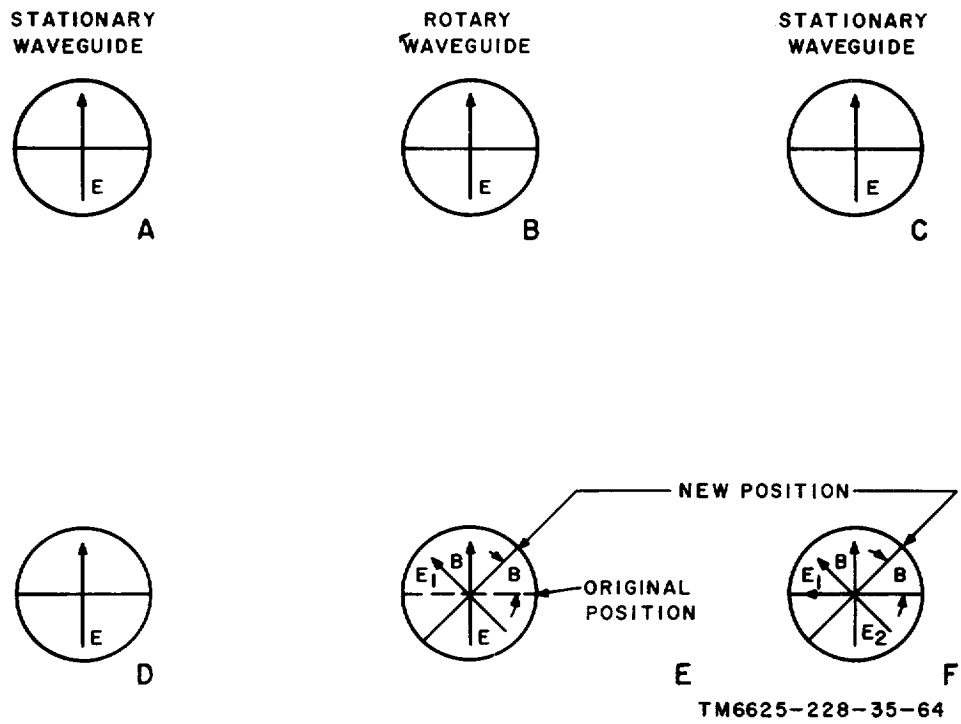 STATIONARY WAVEGUIDE
ROTARY WAVEGUIDE
STATIONARY WAVEGUIDE
E
A
E
B
E
C
NEW POSITION
E
D
E1
B
B
E
ORIGINAL POSITION
E
E1
B
B
E2
F
TM6625-228-35-64